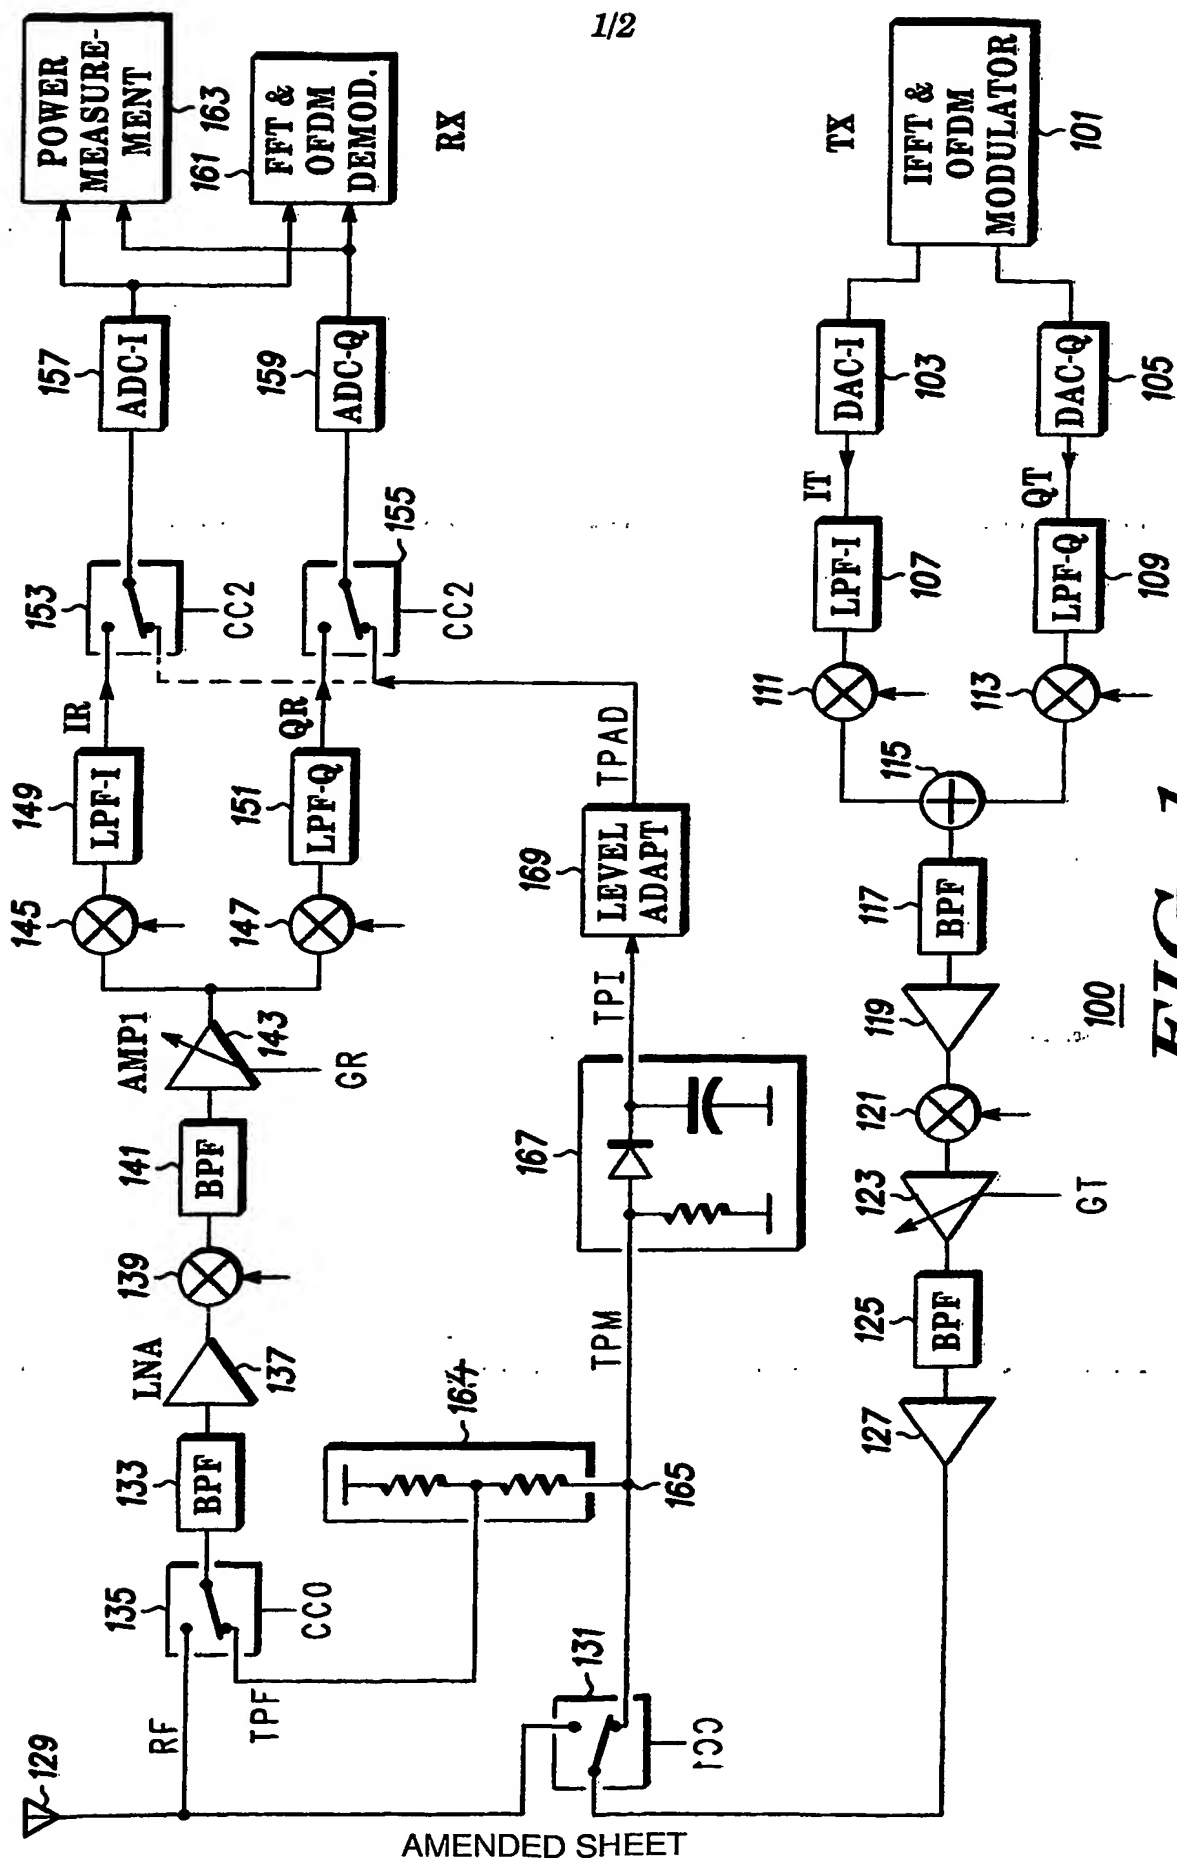 1/2
POWER
MEASURE-
MENT
163
161
FFT &
OFDM
DEMOD.
RX
157
ADC-I
159
ADC-Q
153
CC2
155
CC2
IR
QR
149
LPF-I
151
LPF-Q
145
147
AMP1
143
GR
141
BPF
139
LNA
137
133
BPF
135
CC0
RF
TPF
129
164
165
131
CC1
TPM
167
TPI
169
LEVEL
ADAPT
TPAD
TX
IFFT &
OFDM
MODULATOR
101
DAC-I
103
DAC-Q
105
IT
QT
LPF-I
107
LPF-Q
109
111
113
115
117
BPF
119
121
123
GT
125
BPF
127
100
FIG. 1
AMENDED SHEET